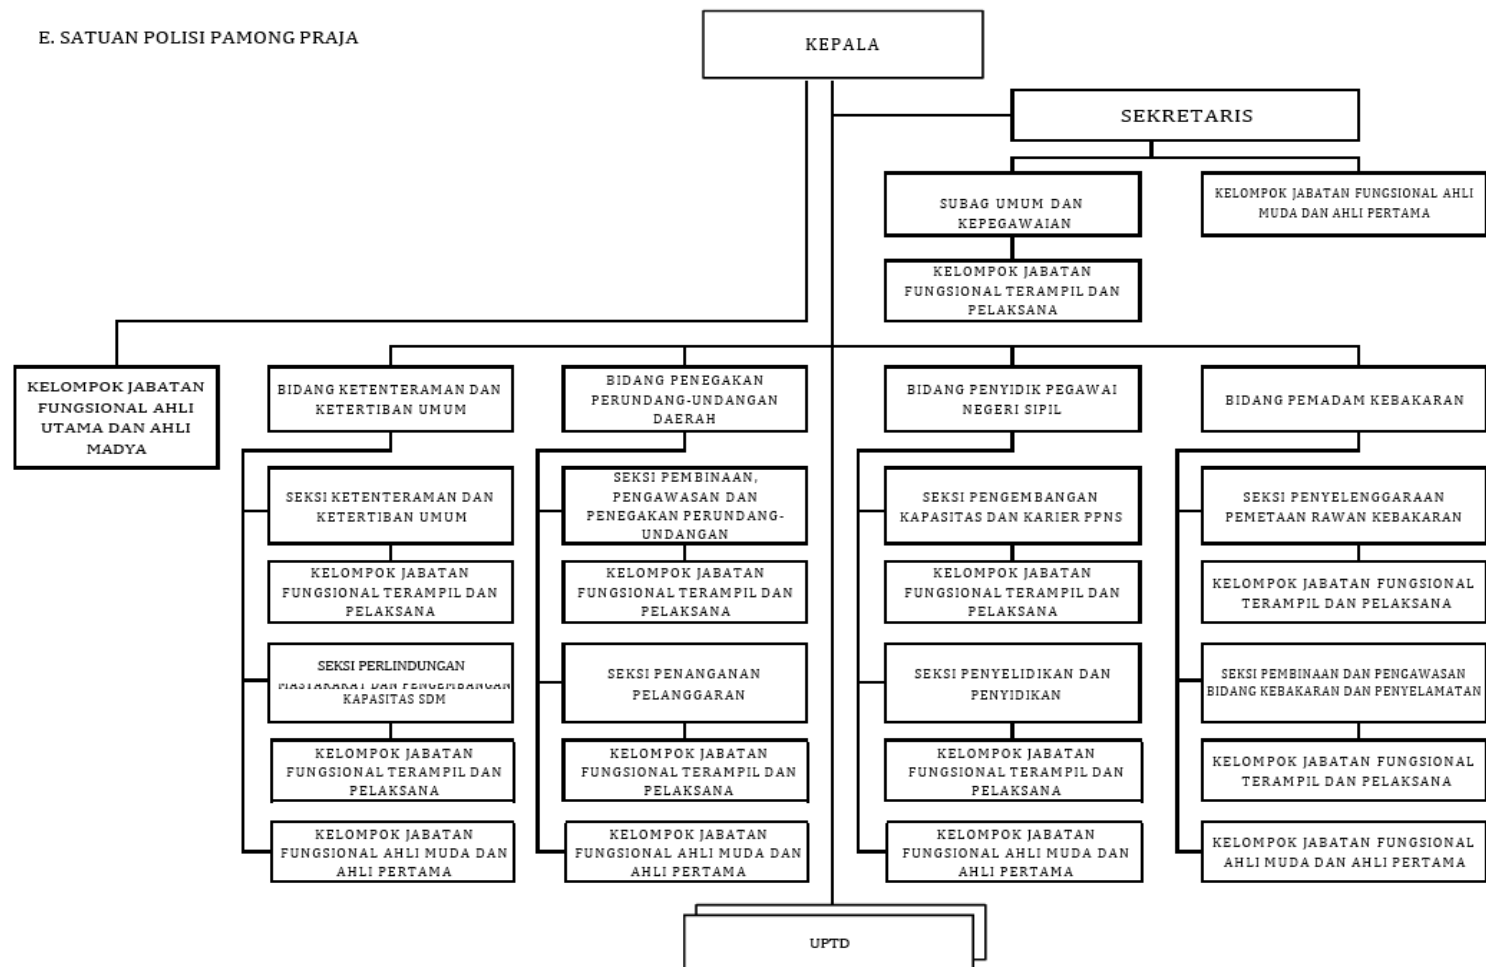 E. SATUAN POLISI PAMONG PRAJA
KEPALA
SEKRETARIS
SUBAG UMUM DAN
KEPEGAWAIAN
KELOMPOK JABATAN FUNGSIONAL AHLI
MUDA DAN AHLI PERTAMA
KELOMPOK JABATAN
FUNGSIONAL TERAMPIL DAN
PELAKSANA
KELOMPOK JABATAN
FUNGSIONAL AHLI
UTAMA DAN AHLI
MADYA
BIDANG KETENTERAMAN DAN
KETERTIBAN UMUM
BIDANG PENEGAKAN
PERUNDANG-UNDANGAN
DAERAH
BIDANG PENYIDIK PEGAWAI
NEGERI SIPIL
BIDANG PEMADAM KEBAKARAN
SEKSI KETENTERAMAN DAN
KETERTIBAN UMUM
SEKSI PEMBINAAN,
PENGAWASAN DAN
PENEGAKAN PERUNDANG-
UNDANGAN
SEKSI PENGEMBANGAN
KAPASITAS DAN KARIER PPNS
SEKSI PENYELENGGARAAN
PEMETAAN RAWAN KEBAKARAN
KELOMPOK JABATAN
FUNGSIONAL TERAMPIL DAN
PELAKSANA
KELOMPOK JABATAN
FUNGSIONAL TERAMPIL DAN
PELAKSANA
KELOMPOK JABATAN
FUNGSIONAL TERAMPIL DAN
PELAKSANA
KELOMPOK JABATAN FUNGSIONAL
TERAMPIL DAN PELAKSANA
SEKSI PERLINDUNGAN
MASYARAKAT DAN PENGEMBANGAN
KAPASITAS SDM
SEKSI PENANGANAN
PELANGGARAN
SEKSI PENYELIDIKAN DAN
PENYIDIKAN
SEKSI PEMBINAAN DAN PENGAWASAN
BIDANG KEBAKARAN DAN PENYELAMATAN
KELOMPOK JABATAN
FUNGSIONAL TERAMPIL DAN
PELAKSANA
KELOMPOK JABATAN
FUNGSIONAL TERAMPIL DAN
PELAKSANA
KELOMPOK JABATAN
FUNGSIONAL TERAMPIL DAN
PELAKSANA
KELOMPOK JABATAN FUNGSIONAL
TERAMPIL DAN PELAKSANA
KELOMPOK JABATAN
FUNGSIONAL AHLI MUDA DAN
AHLI PERTAMA
KELOMPOK JABATAN
FUNGSIONAL AHLI MUDA DAN
AHLI PERTAMA
KELOMPOK JABATAN
FUNGSIONAL AHLI MUDA DAN
AHLI PERTAMA
KELOMPOK JABATAN FUNGSIONAL
AHLI MUDA DAN AHLI PERTAMA
UPTD